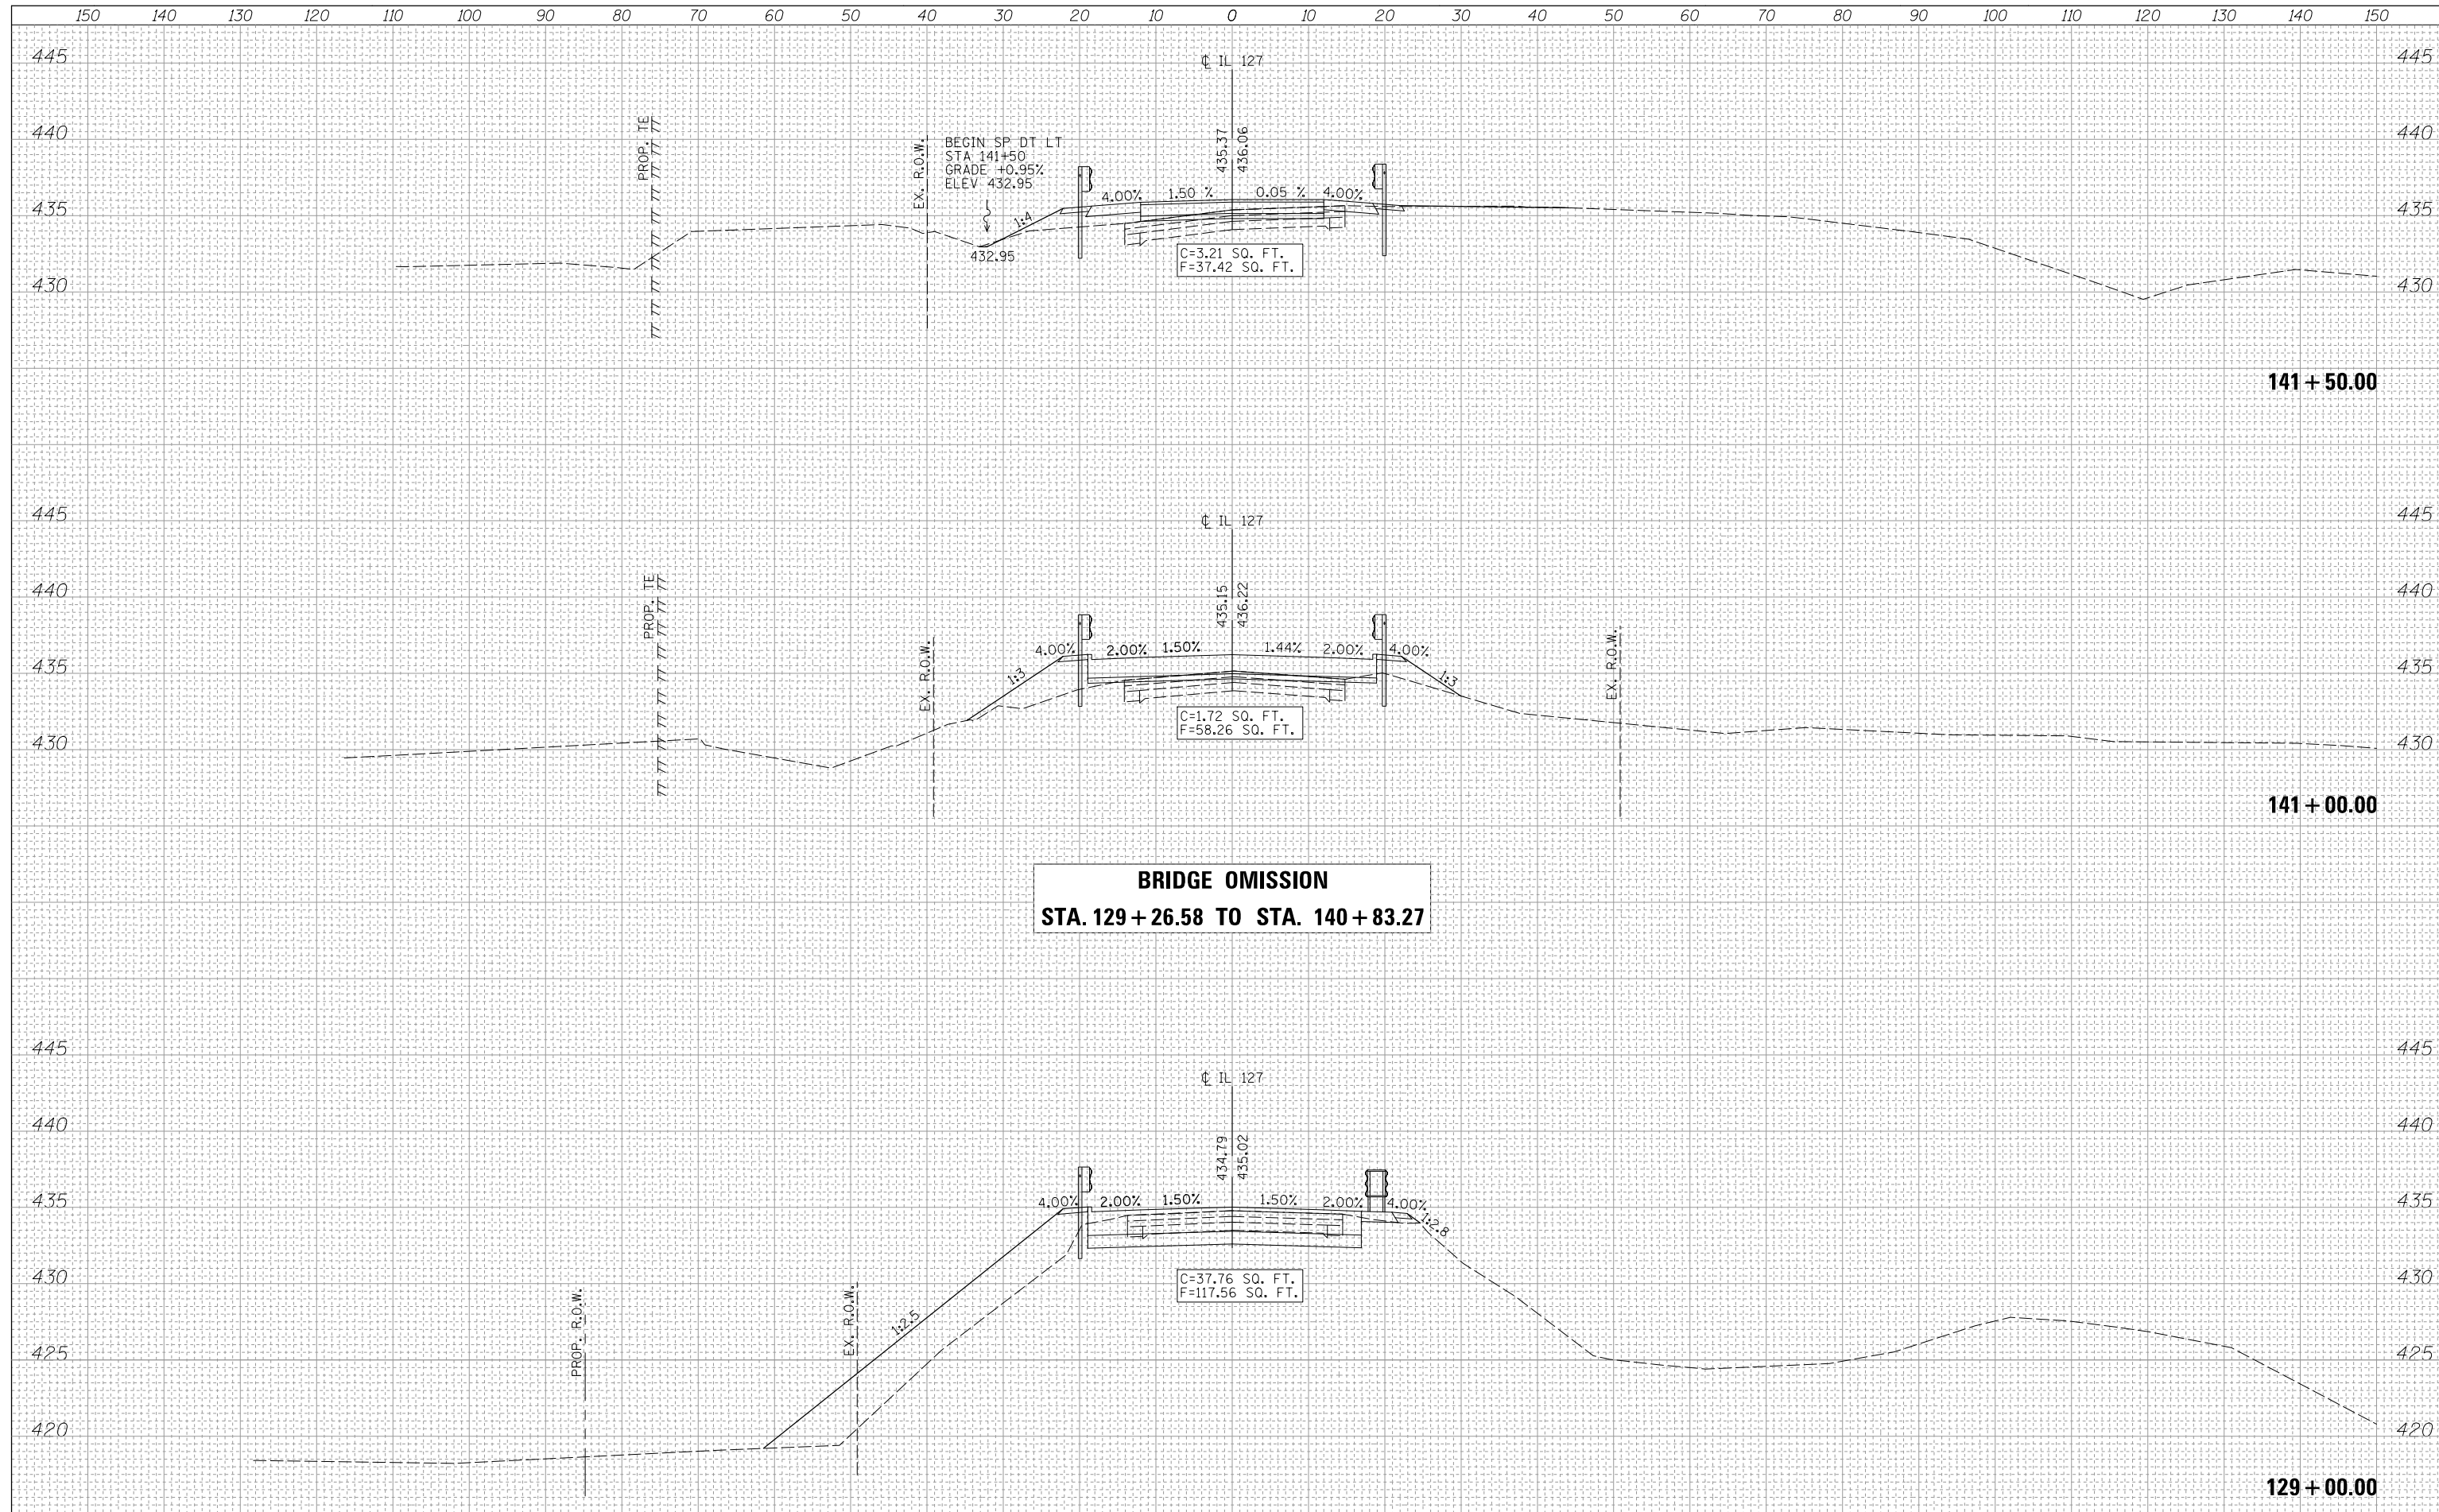 150 140 130 120 110 100 90 80 70 60 50 40 30 20 10 0 10 20 30 40 50 60 70 80 90 100 110 120 130 140 150
445 445
℄ IL 127
440 440
PROP. TE
EX. R.O.W.
BEGIN SP DT LT
STA 141+50
GRADE +0.95%
ELEV 432.95
435.37
436.06
435 435
1:4
4.00% 1.50 % 0.05 % 4.00%
432.95
C=3.21 SQ. FT.
F=37.42 SQ. FT.
430 430
141+50.00
445 445
℄ IL 127
440 440
PROP. TE
EX. R.O.W.
435.15
436.22
EX. R.O.W.
435 435
1:3
4.00% 2.00% 1.50% 1.44% 2.00% 4.00%
1:3
C=1.72 SQ. FT.
F=58.26 SQ. FT.
430 430
141+00.00
BRIDGE OMISSION
STA. 129+26.58 TO STA. 140+83.27
445 445
℄ IL 127
440 440
434.79
435.02
435 435
4.00% 2.00% 1.50% 1.50% 2.00% 4.00%
1:2.8
430 430
C=37.76 SQ. FT.
F=117.56 SQ. FT.
PROP. R.O.W.
EX. R.O.W.
1:2.5
425 425
420 420
129+00.00